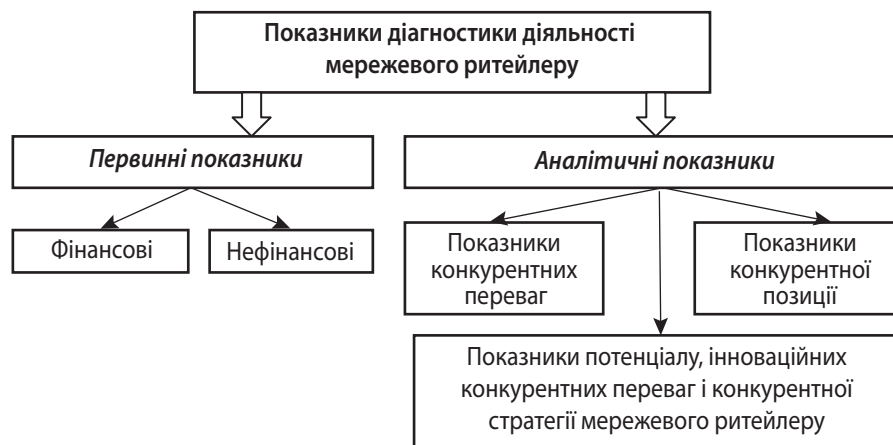 Показники діагностики діяльності
мережевого ритейлеру
Первинні показники
Аналітичні показники
Фінансові
Нефінансові
Показники
конкурентних
переваг
Показники
конкурентної
позиції
Показники потенціалу, інноваційних
конкурентних переваг і конкурентної
стратегії мережевого ритейлеру